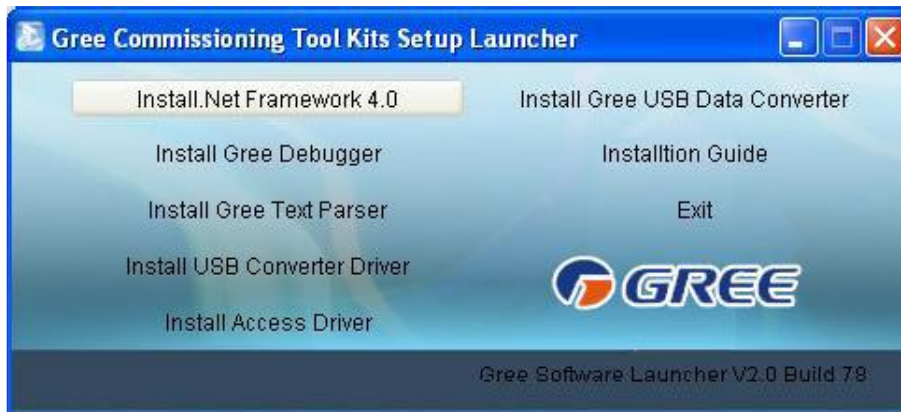 Gree Commissioning Tool Kits Setup Launcher
Install.Net Framework 4.0
Install Gree USB Data Converter
Install Gree Debugger
Installtion Guide
Install Gree Text Parser
Exit
Install USB Converter Driver
GREE
Install Access Driver
Gree Software Launcher V2.0 Build 78